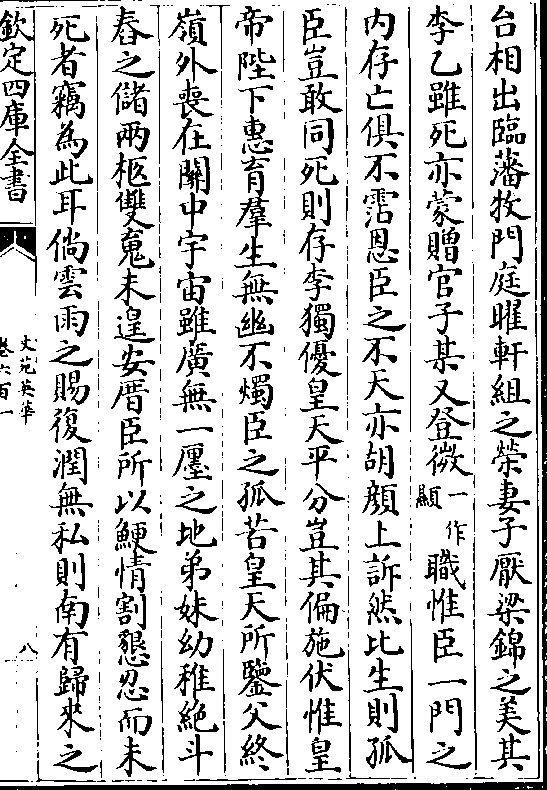 台相出臨藩牧門庭曜軒組之榮妻子厭梁錦之美其
李乙雖死亦蒙贈官子某又登微一作顯職惟臣一門之
内存亡俱不霑恩臣之不天亦胡顔上訴然比生則孤
臣豈敢同死則存李獨優皇天平分豈其偏施伏惟皇
帝陛下惠育羣生無幽不燭臣之孤苦皇天所鑒父終
嶺外喪在關中宇宙雖廣無一廛之地弟妹幼稚絶斗
舂之儲兩柩雙䰟未遑安厝臣所以鯁情割懇忍而未
死者竊為此耳倘雲雨之賜復潤無私則南有歸來之
欽定四庫全書
文苑英華
卷六百一
八